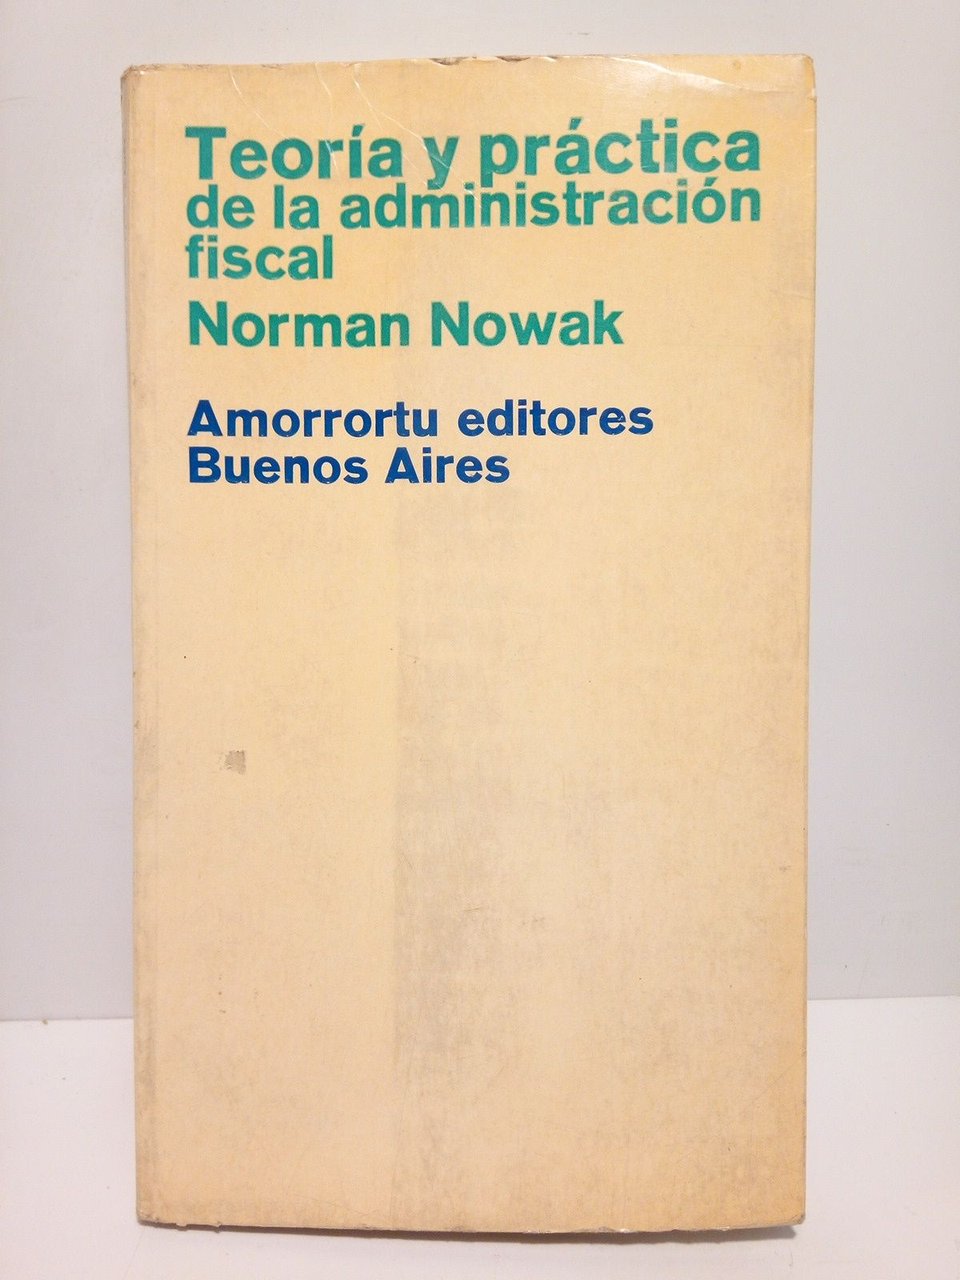 Teoría y práctica
de la administración
fiscal
Norman Nowak
Amorrortu editores
Buenos Aires